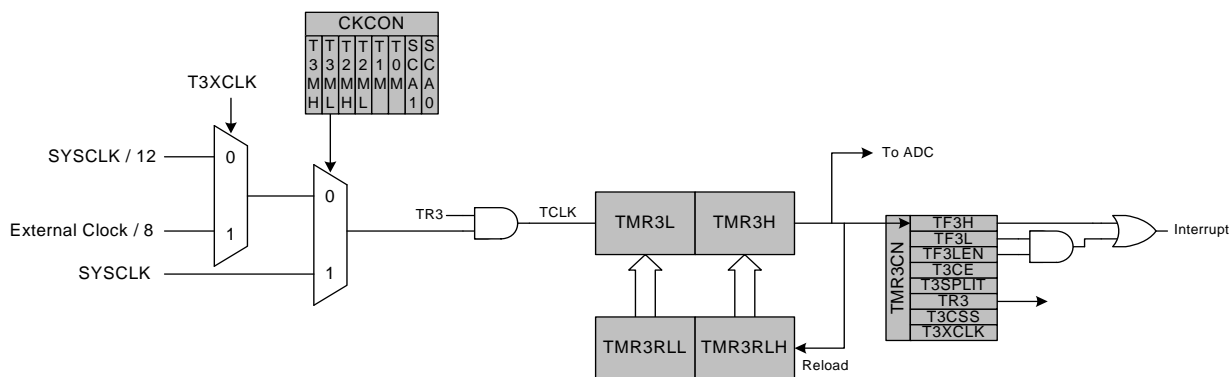 CKCON
T3MH
T3ML
T2MH
T2ML
T1M
T0M
SCA1
SCA0
T3XCLK
SYSCLK / 12
0
External Clock / 8
1
SYSCLK
0
1
TR3
TCLK
TMR3L
TMR3H
To ADC
TMR3RLL
TMR3RLH
Reload
TMR3CN
TF3H
TF3L
TF3LEN
T3CE
T3SPLIT
TR3
T3CSS
T3XCLK
Interrupt